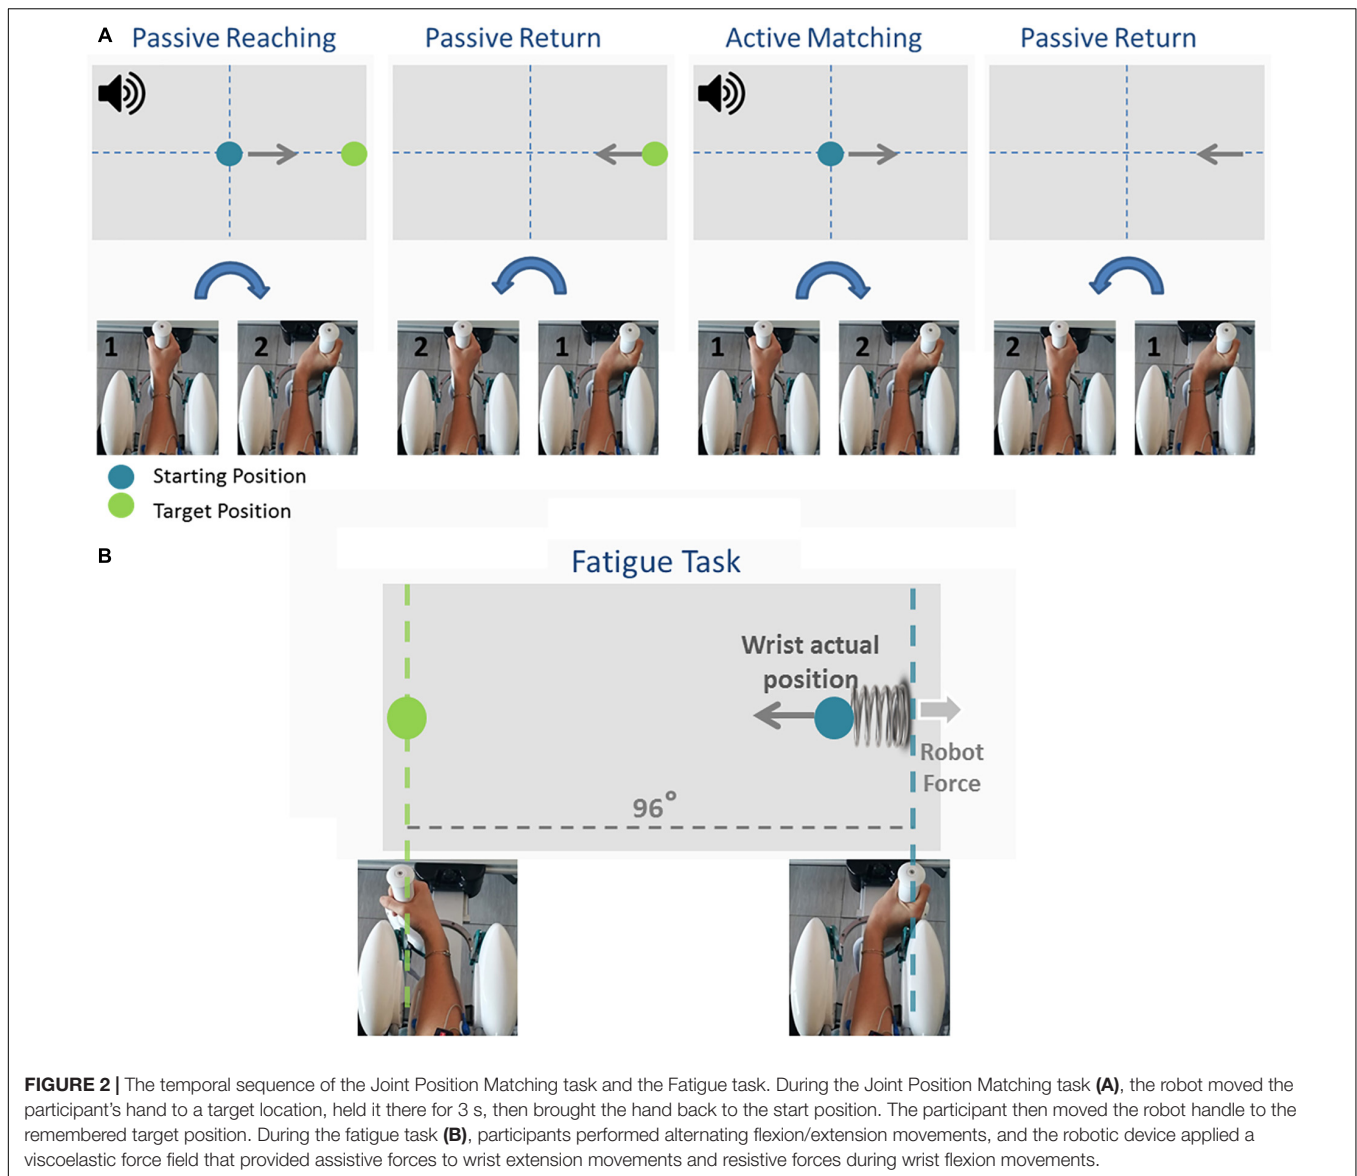 A
Passive Reaching
Passive Return
Active Matching
Passive Return
1
2
2
1
1
2
2
1
Starting Position
Target Position
B
Fatigue Task
Wrist actual
position
Robot
Force
96°
FIGURE 2 | The temporal sequence of the Joint Position Matching task and the Fatigue task. During the Joint Position Matching task (A), the robot moved the
participant's hand to a target location, held it there for 3 s, then brought the hand back to the start position. The participant then moved the robot handle to the
remembered target position. During the fatigue task (B), participants performed alternating flexion/extension movements, and the robotic device applied a
viscoelastic force field that provided assistive forces to wrist extension movements and resistive forces during wrist flexion movements.